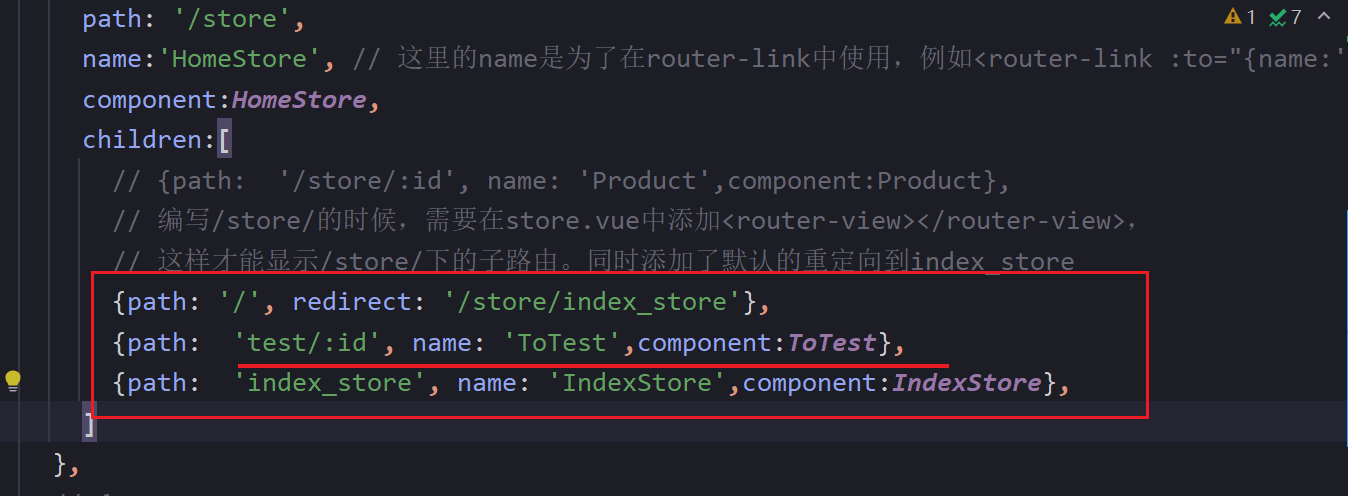 path: '/store',
1 7
name:'HomeStore', // 这里的name是为了在router-link中使用，例如<router-link :to="{name:'
component:HomeStore,
children:[
// {path:  '/store/:id', name: 'Product',component:Product},
// 编写/store/的时候，需要在store.vue中添加<router-view></router-view>，
// 这样才能显示/store/下的子路由。同时添加了默认的重定向到index_store
{path: '/', redirect: '/store/index_store'},
{path:  'test/:id', name: 'ToTest',component:ToTest},
{path:  'index_store', name: 'IndexStore',component:IndexStore},
]
},